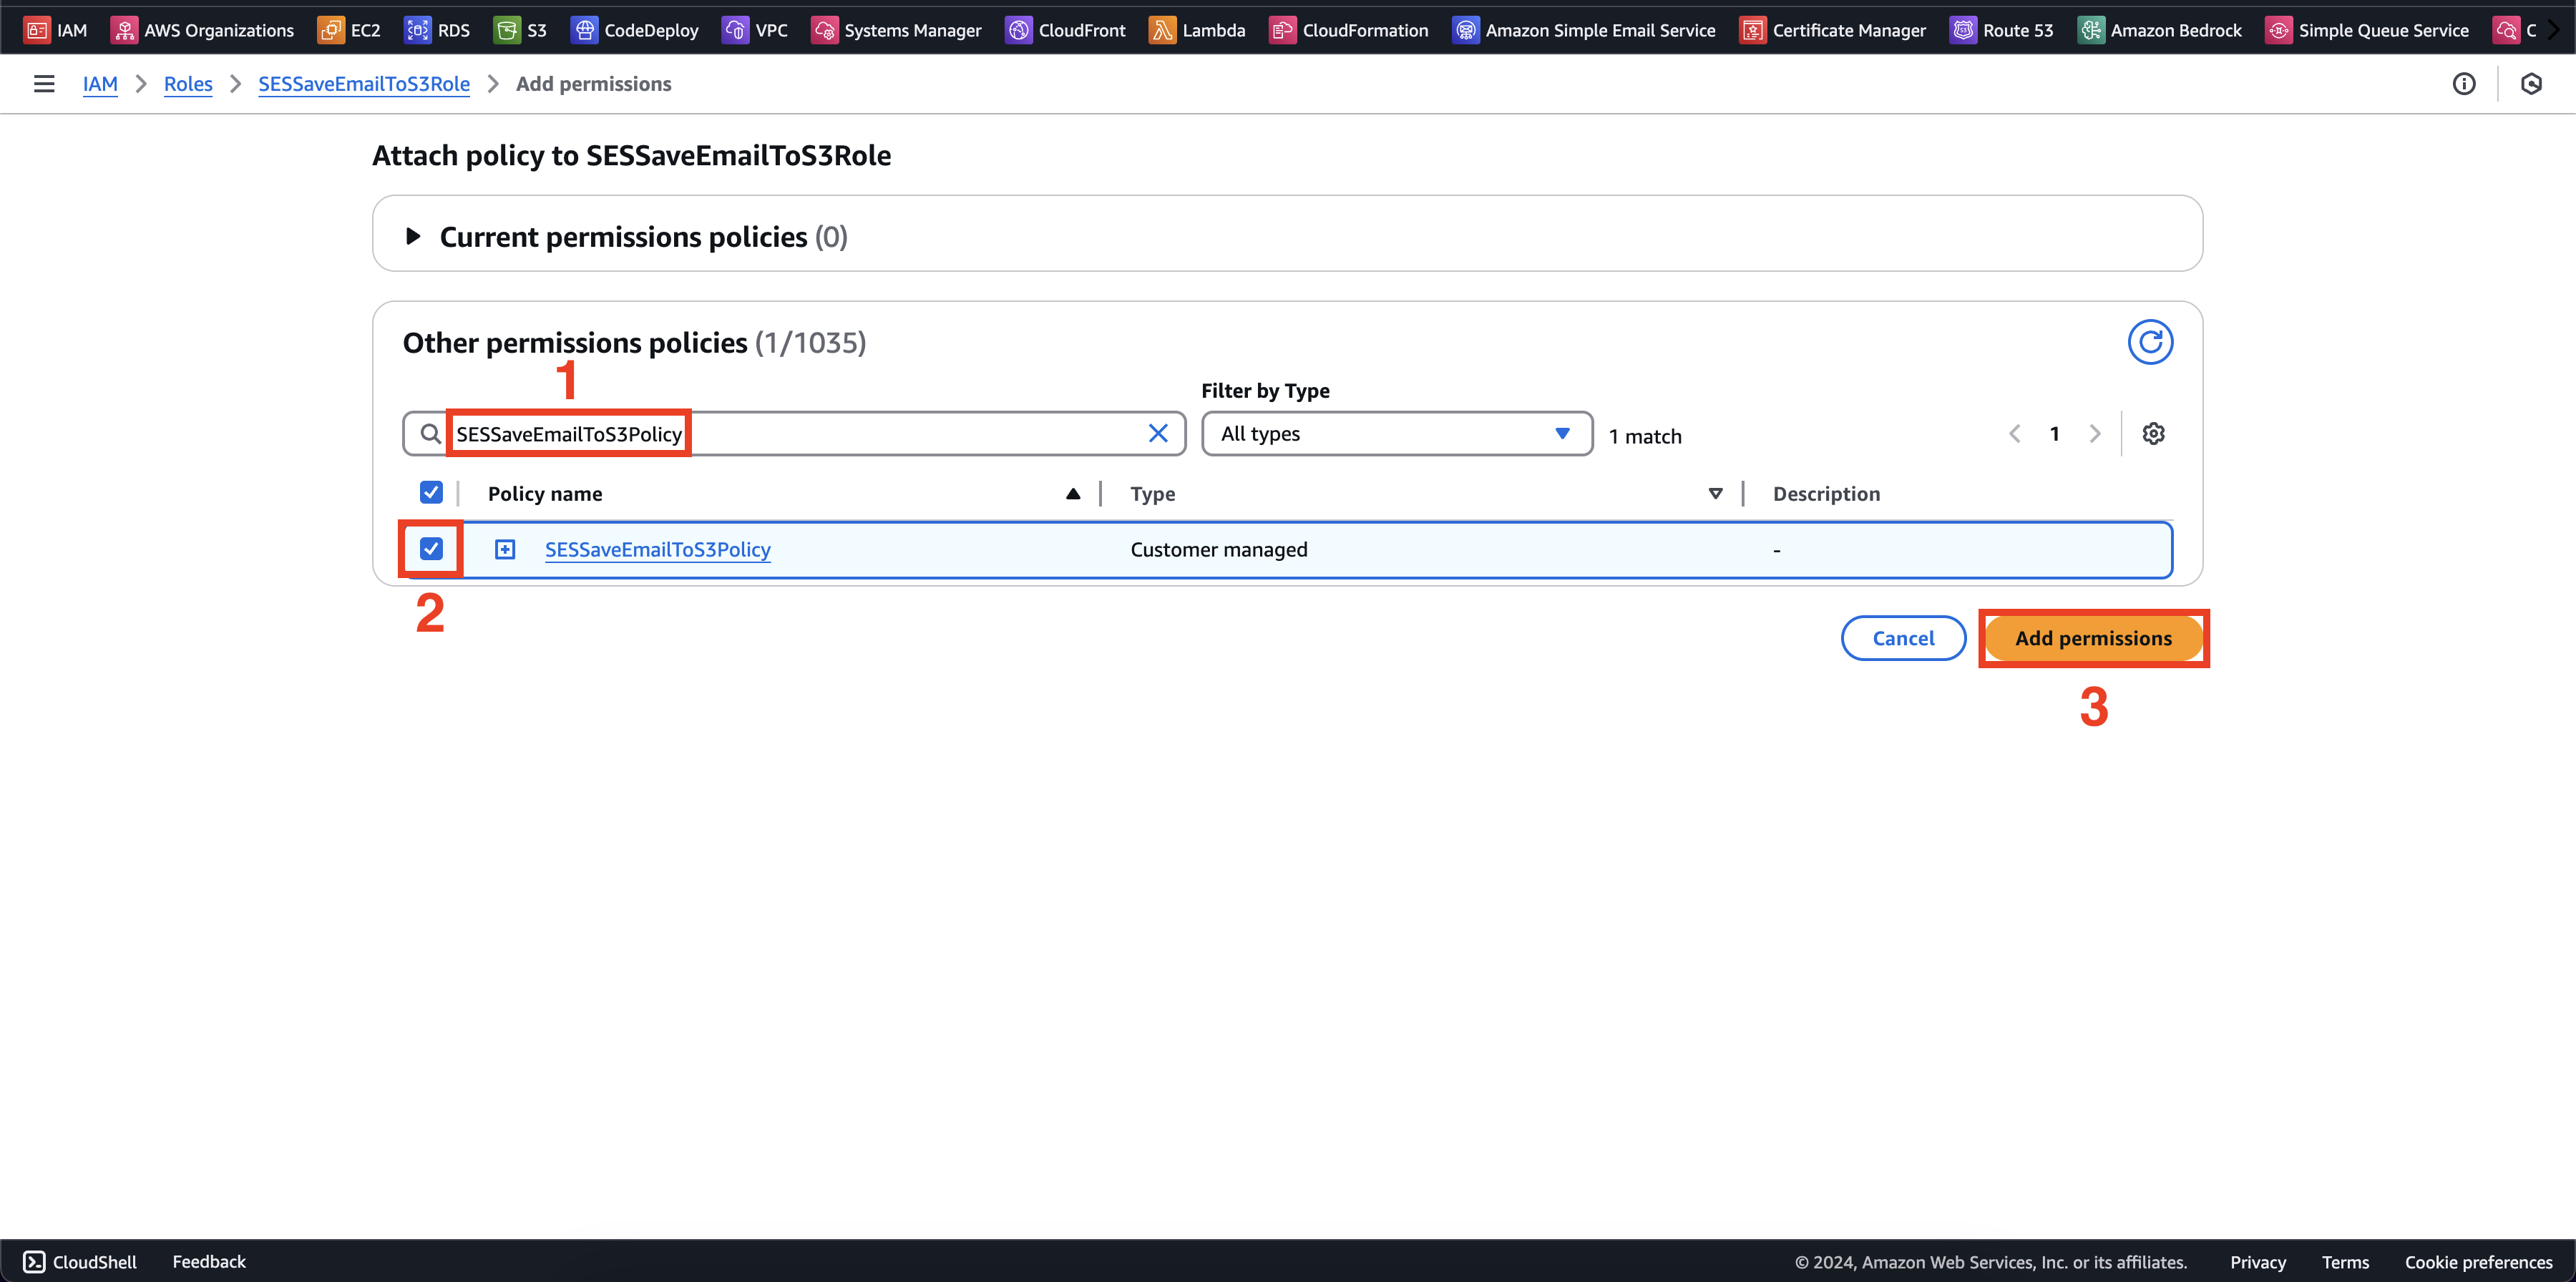 IAM AWS Organizations EC2 RDS S3 CodeDeploy VPC Systems Manager CloudFront Lambda CloudFormation Amazon Simple Email Service Certificate Manager Route 53 Amazon Bedrock Simple Queue Service C
IAM Roles SESSaveEmailToS3Role Add permissions
Attach policy to SESSaveEmailToS3Role
Current permissions policies (0)
Other permissions policies (1/1035)
1
Filter by Type
SESSaveEmailToS3Policy All types 1 match 1
Policy name Type Description
SESSaveEmailToS3Policy Customer managed -
2
Cancel Add permissions
3
CloudShell Feedback © 2024, Amazon Web Services, Inc. or its affiliates. Privacy Terms Cookie preferences